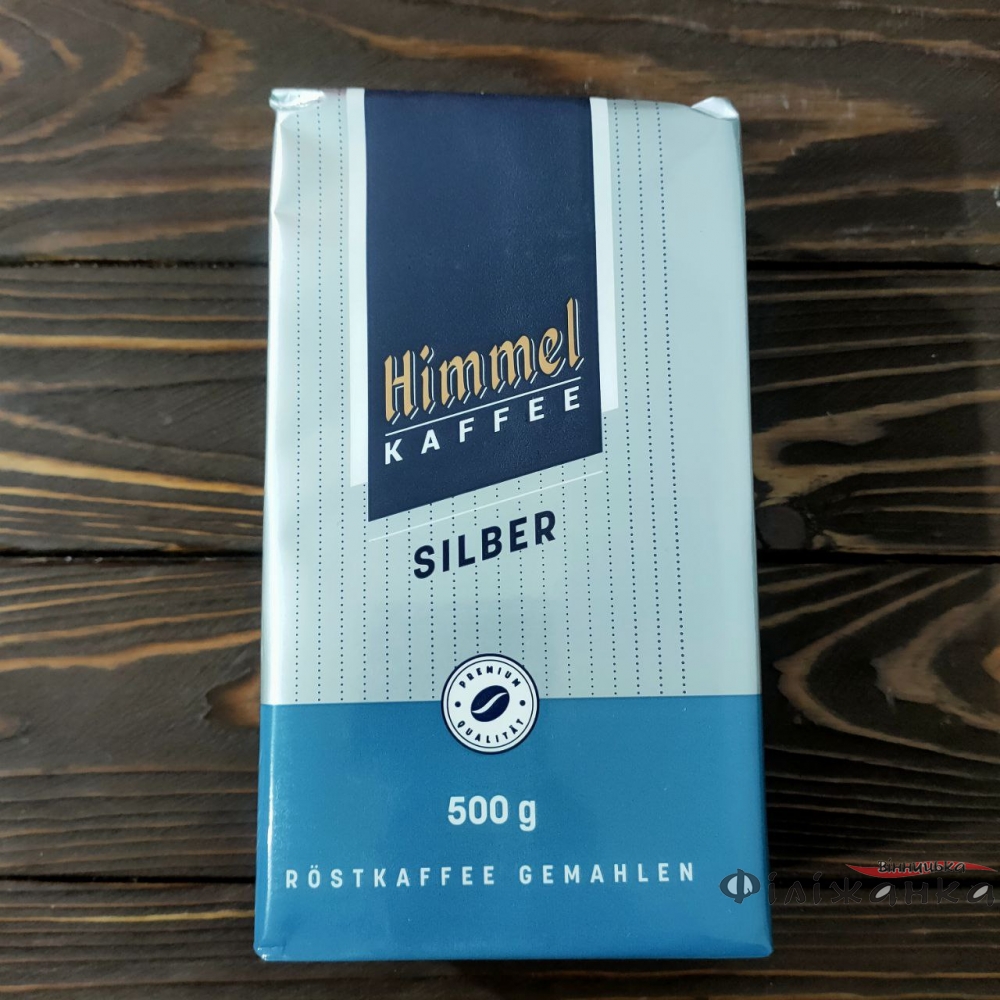 Himmel
KAFFEE
SILBER
PREMIUM
QUALITÄT
500 g
RÖSTKAFFEE GEMAHLEN
вінницька
Філіжанка